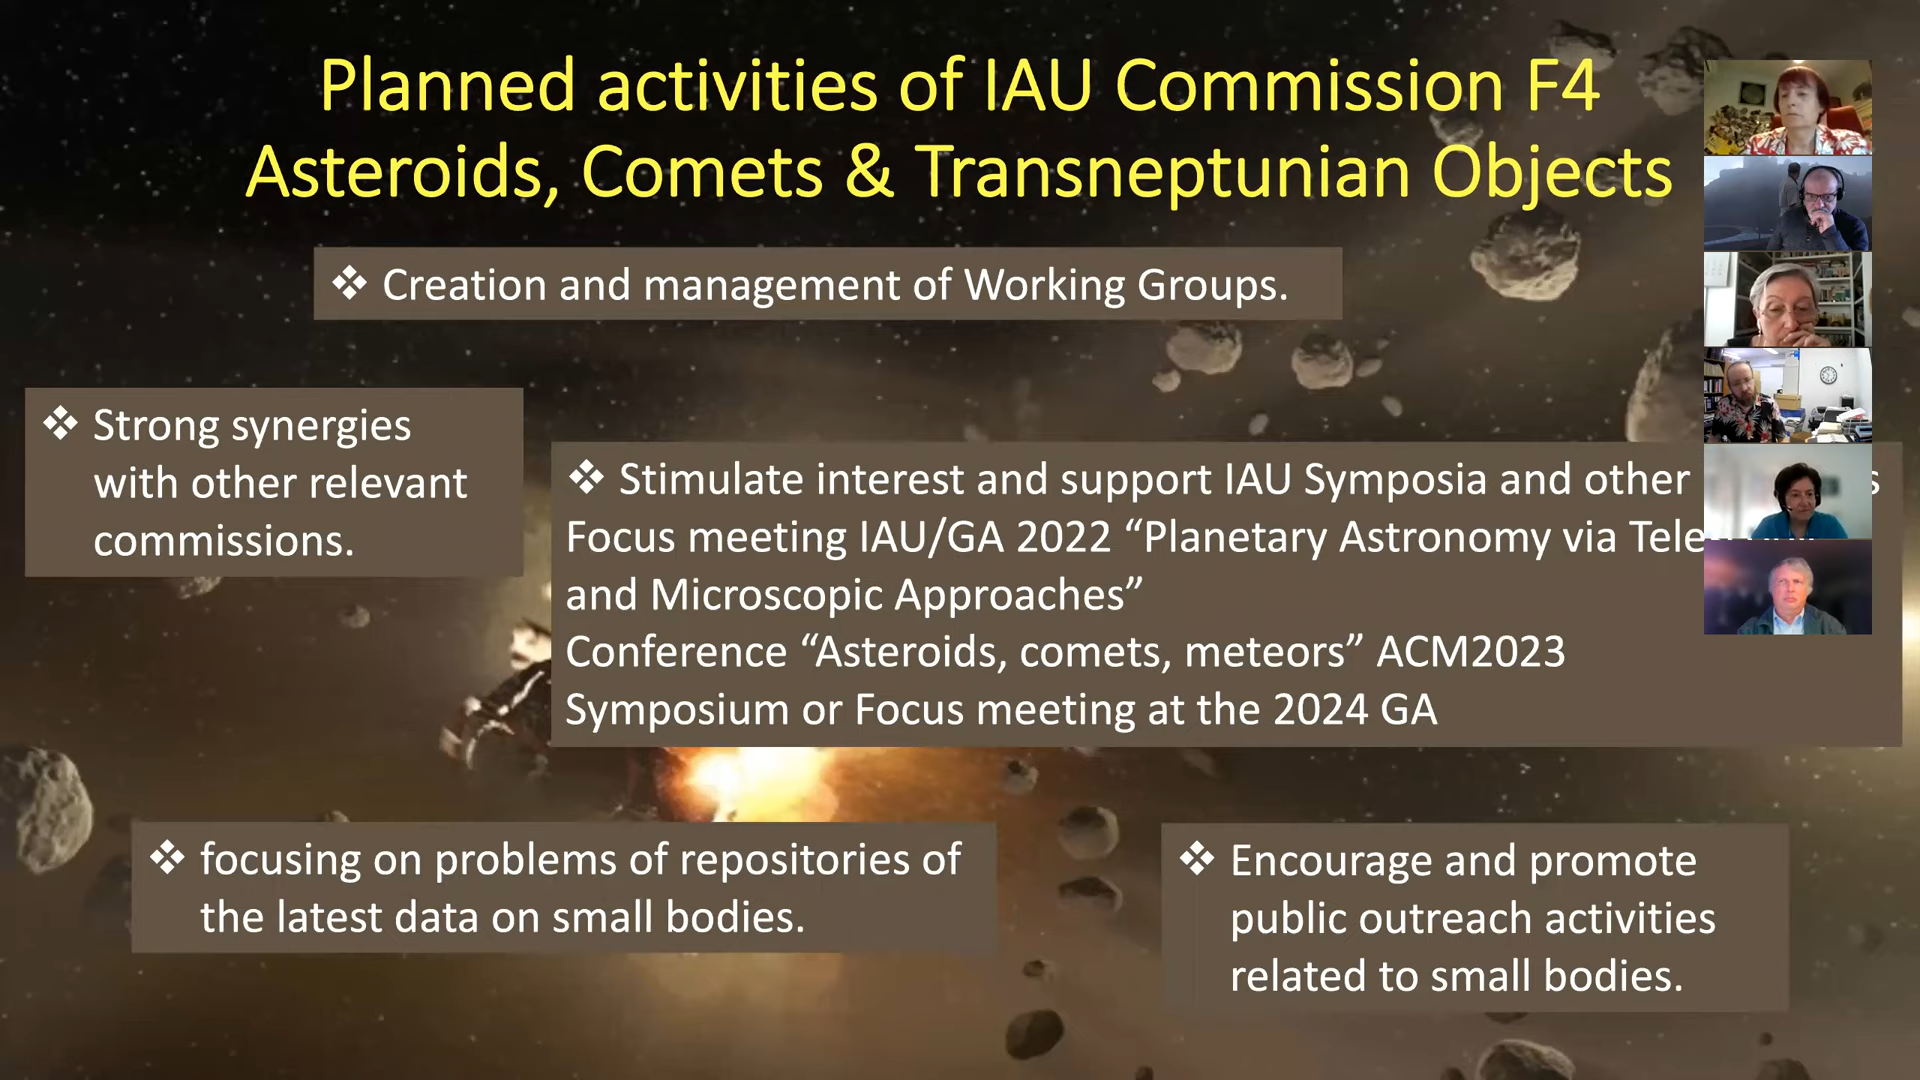 Planned activities of IAU Commission F4
Asteroids, Comets & Transneptunian Objects
❖ Creation and management of Working Groups.
❖ Strong synergies
with other relevant
commissions.
❖ Stimulate interest and support IAU Symposia and other
Focus meeting IAU/GA 2022 “Planetary Astronomy via
and Microscopic Approaches”
Conference “Asteroids, comets, meteors” ACM2023
Symposium or Focus meeting at the 2024 GA
❖ focusing on problems of repositories of
the latest data on small bodies.
❖ Encourage and promote
public outreach activities
related to small bodies.